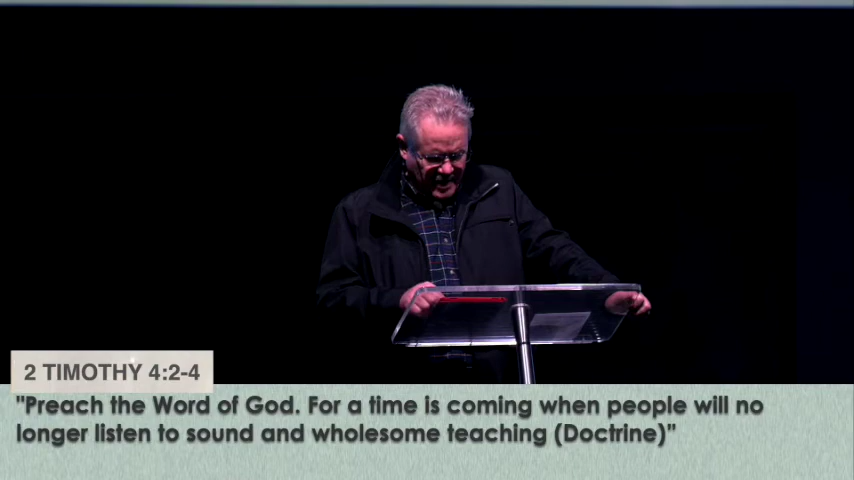 2 TIMOTHY 4:2-4
"Preach the Word of God. For a time is coming when people will no
longer listen to sound and wholesome teaching (Doctrine)"